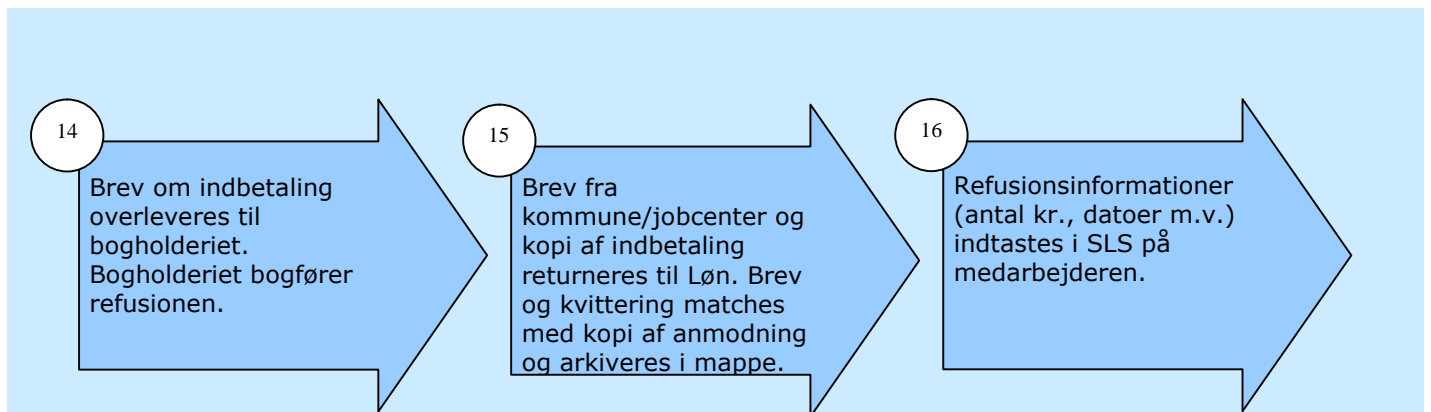 14
Brev om indbetaling
overleveres til
bogholderiet.
Bogholderiet bogfører
refusionen.
15
Brev fra
kommune/jobcenter og
kopi af indbetaling
returneres til Løn. Brev
og kvittering matches
med kopi af anmodning
og arkiveres i mappe.
16
Refusionsinformationer
(antal kr., datoer m.v.)
indtastes i SLS på
medarbejderen.